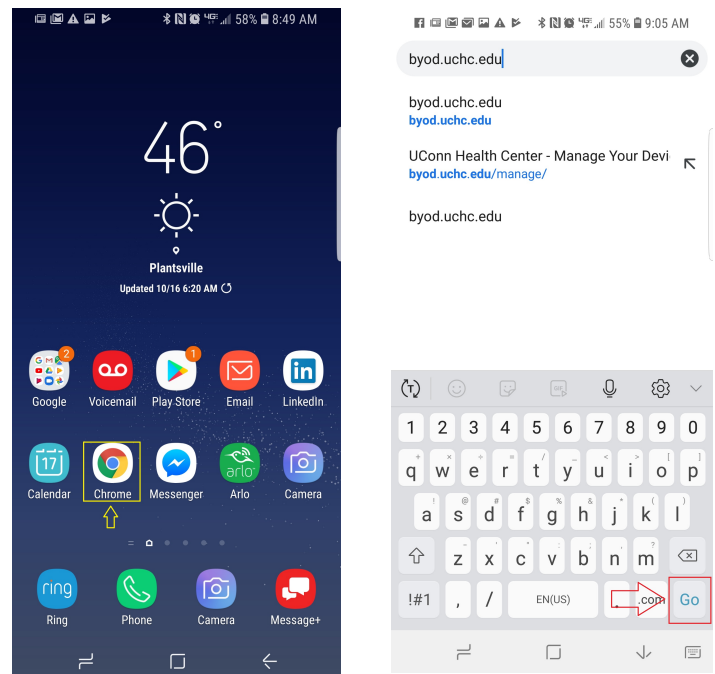 58% 8:49 AM
46°
Plantsville
Updated 10/16 6:20 AM
2
1
Google Voicemail Play Store Email LinkedIn
17
arlo
Calendar Chrome Messenger Arlo Camera
ring
Ring Phone Camera Message+
4GE 55% 9:05 AM
byod.uchc.edu
byod.uchc.edu
byod.uchc.edu
UConn Health Center - Manage Your Devi
byod.uchc.edu/manage/
byod.uchc.edu
1 2 3 4 5 6 7 8 9 0
q w e r t y u i o p
a s d f g h j k l
z x c v b n m
!#1 , / EN(US) . .com Go